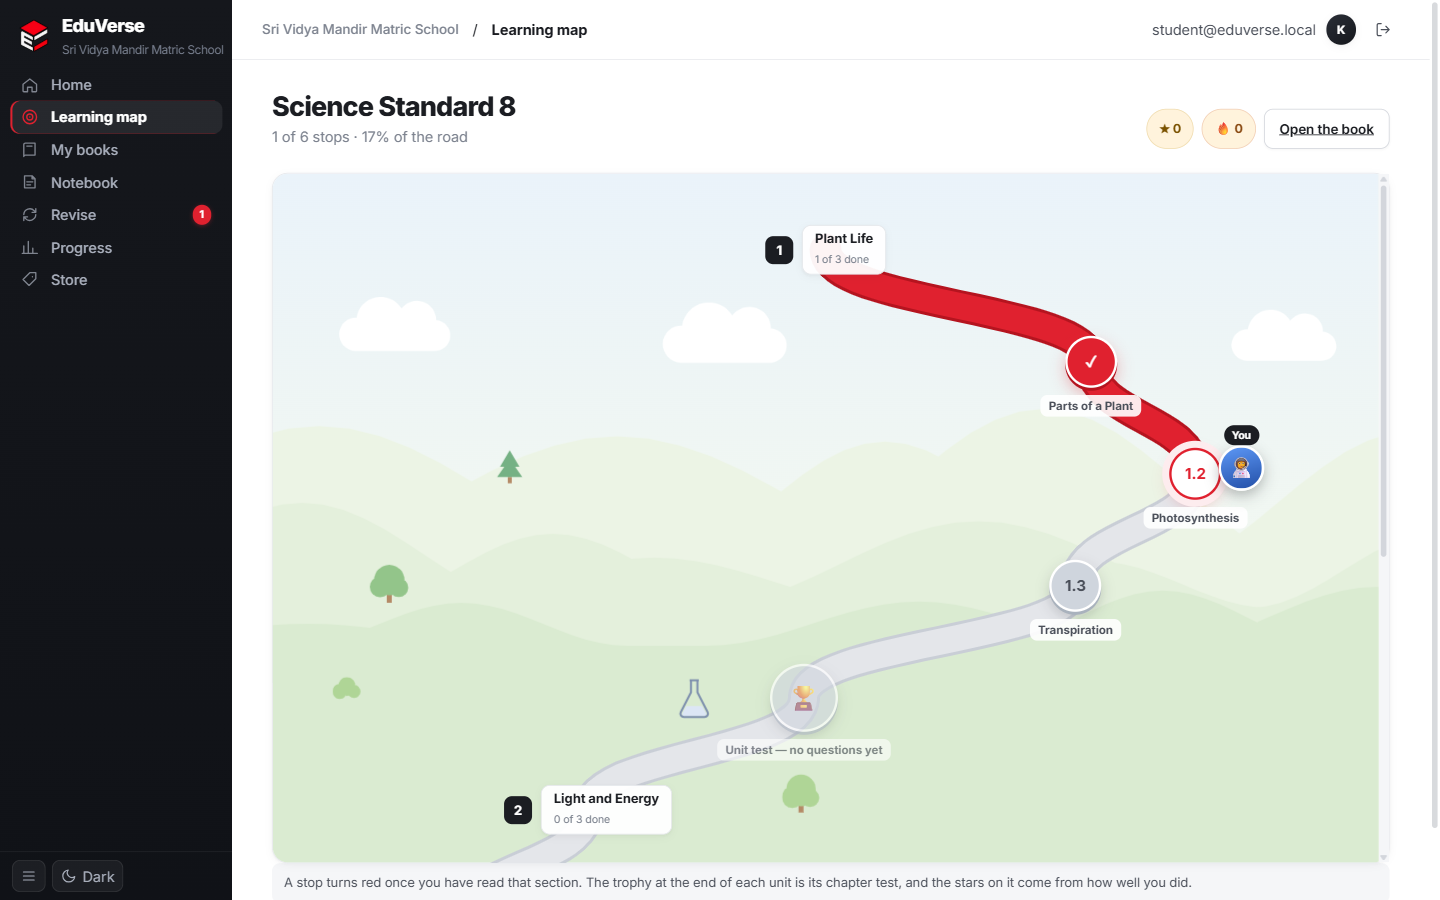 EduVerse
Sri Vidya Mandir Matric School
Home
Learning map
My books
Notebook
Revise 1
Progress
Store
Dark
Sri Vidya Mandir Matric School / Learning map
student@eduverse.local K
Science Standard 8
1 of 6 stops · 17% of the road
★ 0
0
Open the book
1
Plant Life
1 of 3 done
Parts of a Plant
You
1.2
Photosynthesis
1.3
Transpiration
Unit test — no questions yet
2
Light and Energy
0 of 3 done
A stop turns red once you have read that section. The trophy at the end of each unit is its chapter test, and the stars on it come from how well you did.